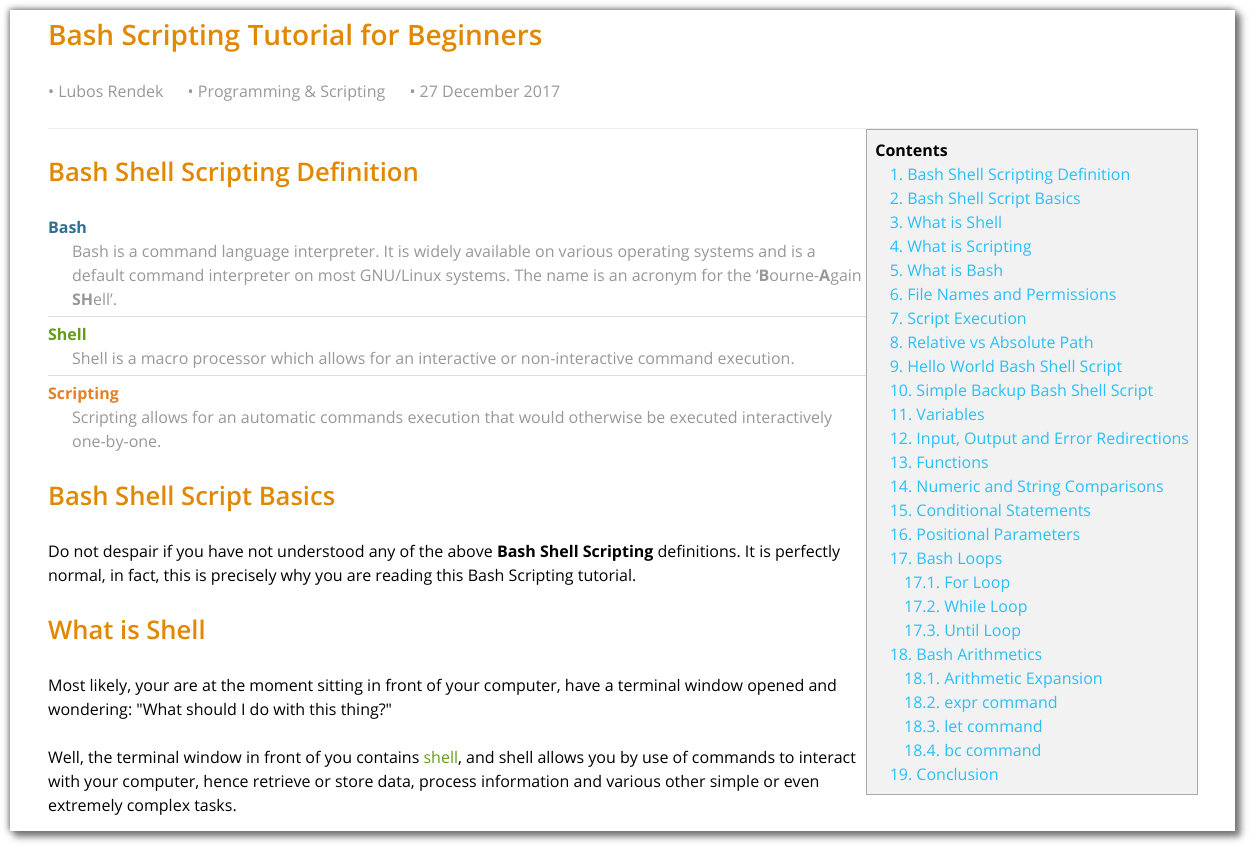 Bash Scripting Tutorial for Beginners
• Lubos Rendek • Programming & Scripting • 27 December 2017
Bash Shell Scripting Definition
Bash
Bash is a command language interpreter. It is widely available on various operating systems and is a
default command interpreter on most GNU/Linux systems. The name is an acronym for the ‘Bourne-Again
SHell’.
Shell
Shell is a macro processor which allows for an interactive or non-interactive command execution.
Scripting
Scripting allows for an automatic commands execution that would otherwise be executed interactively
one-by-one.
Bash Shell Script Basics
Do not despair if you have not understood any of the above Bash Shell Scripting definitions. It is perfectly
normal, in fact, this is precisely why you are reading this Bash Scripting tutorial.
What is Shell
Most likely, your are at the moment sitting in front of your computer, have a terminal window opened and
wondering: "What should I do with this thing?"
Well, the terminal window in front of you contains shell, and shell allows you by use of commands to interact
with your computer, hence retrieve or store data, process information and various other simple or even
extremely complex tasks.
Contents
1. Bash Shell Scripting Definition
2. Bash Shell Script Basics
3. What is Shell
4. What is Scripting
5. What is Bash
6. File Names and Permissions
7. Script Execution
8. Relative vs Absolute Path
9. Hello World Bash Shell Script
10. Simple Backup Bash Shell Script
11. Variables
12. Input, Output and Error Redirections
13. Functions
14. Numeric and String Comparisons
15. Conditional Statements
16. Positional Parameters
17. Bash Loops
17.1. For Loop
17.2. While Loop
17.3. Until Loop
18. Bash Arithmetics
18.1. Arithmetic Expansion
18.2. expr command
18.3. let command
18.4. bc command
19. Conclusion